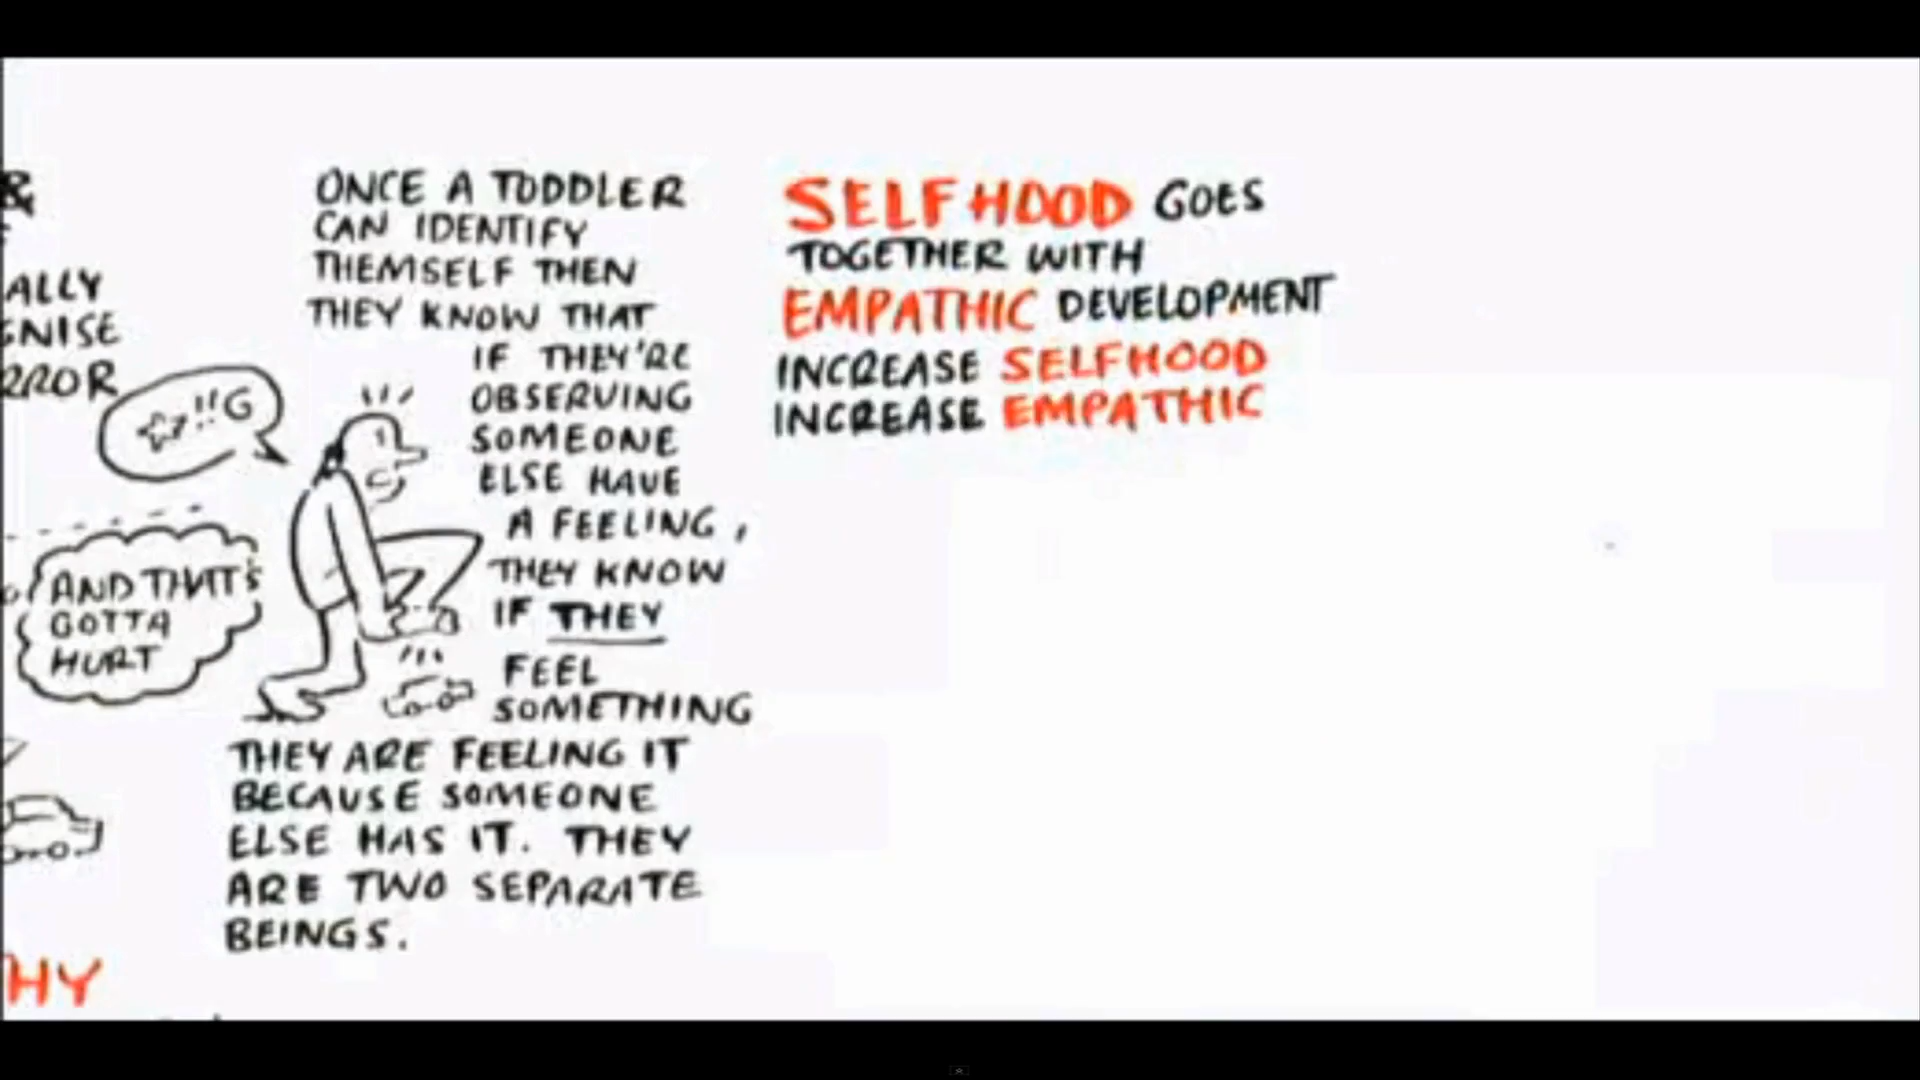 &
ALLY
GNISE
RROR
ONCE A TODDLER
CAN IDENTIFY
THEMSELF THEN
THEY KNOW THAT
IF THEY'RE
OBSERVING
SOMEONE
ELSE HAVE
A FEELING,
THEY KNOW
IF THEY
FEEL
SOMETHING
THEY ARE FEELING IT
BECAUSE SOMEONE
ELSE HAS IT. THEY
ARE TWO SEPARATE
BEINGS.
AND THAT'S
GOTTA
HURT
HY
SELFHOOD GOES
TOGETHER WITH
EMPATHIC DEVELOPMENT
INCREASE SELFHOOD
INCREASE EMPATHIC